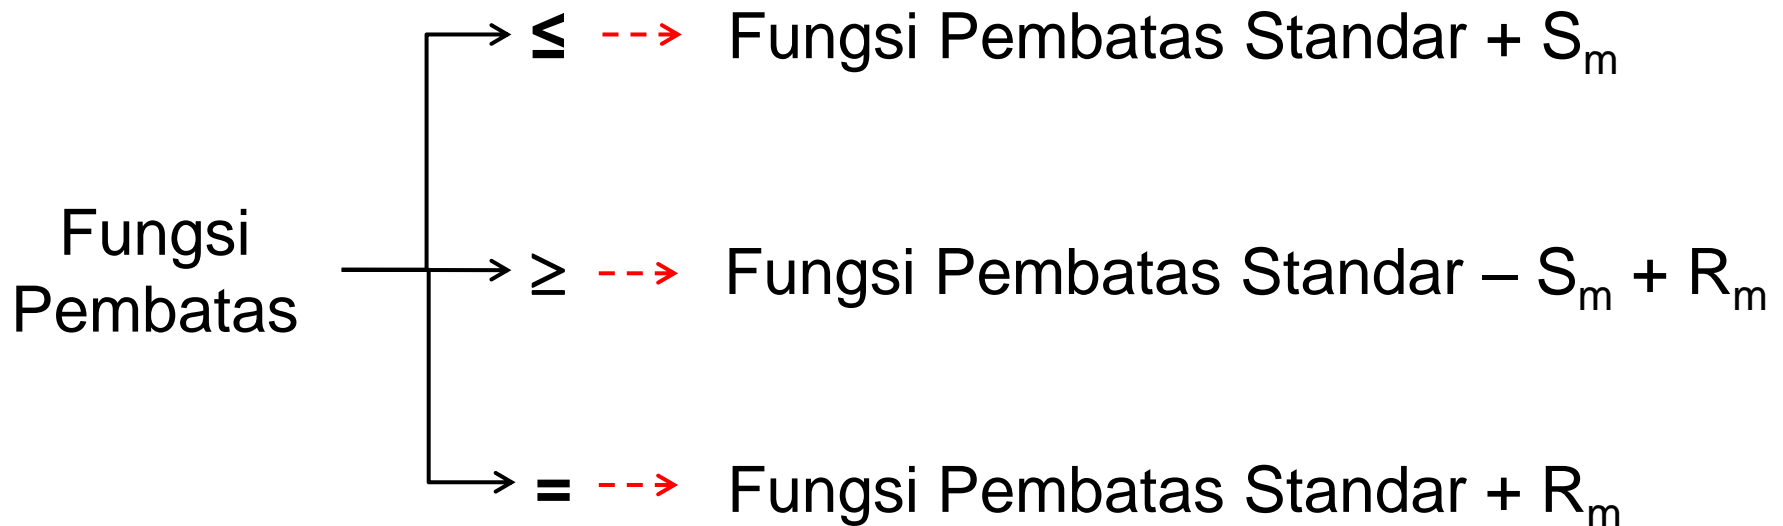 ≤ Fungsi Pembatas Standar + Sₘ
Fungsi
Pembatas
≥ Fungsi Pembatas Standar – Sₘ + Rₘ
= Fungsi Pembatas Standar + Rₘ